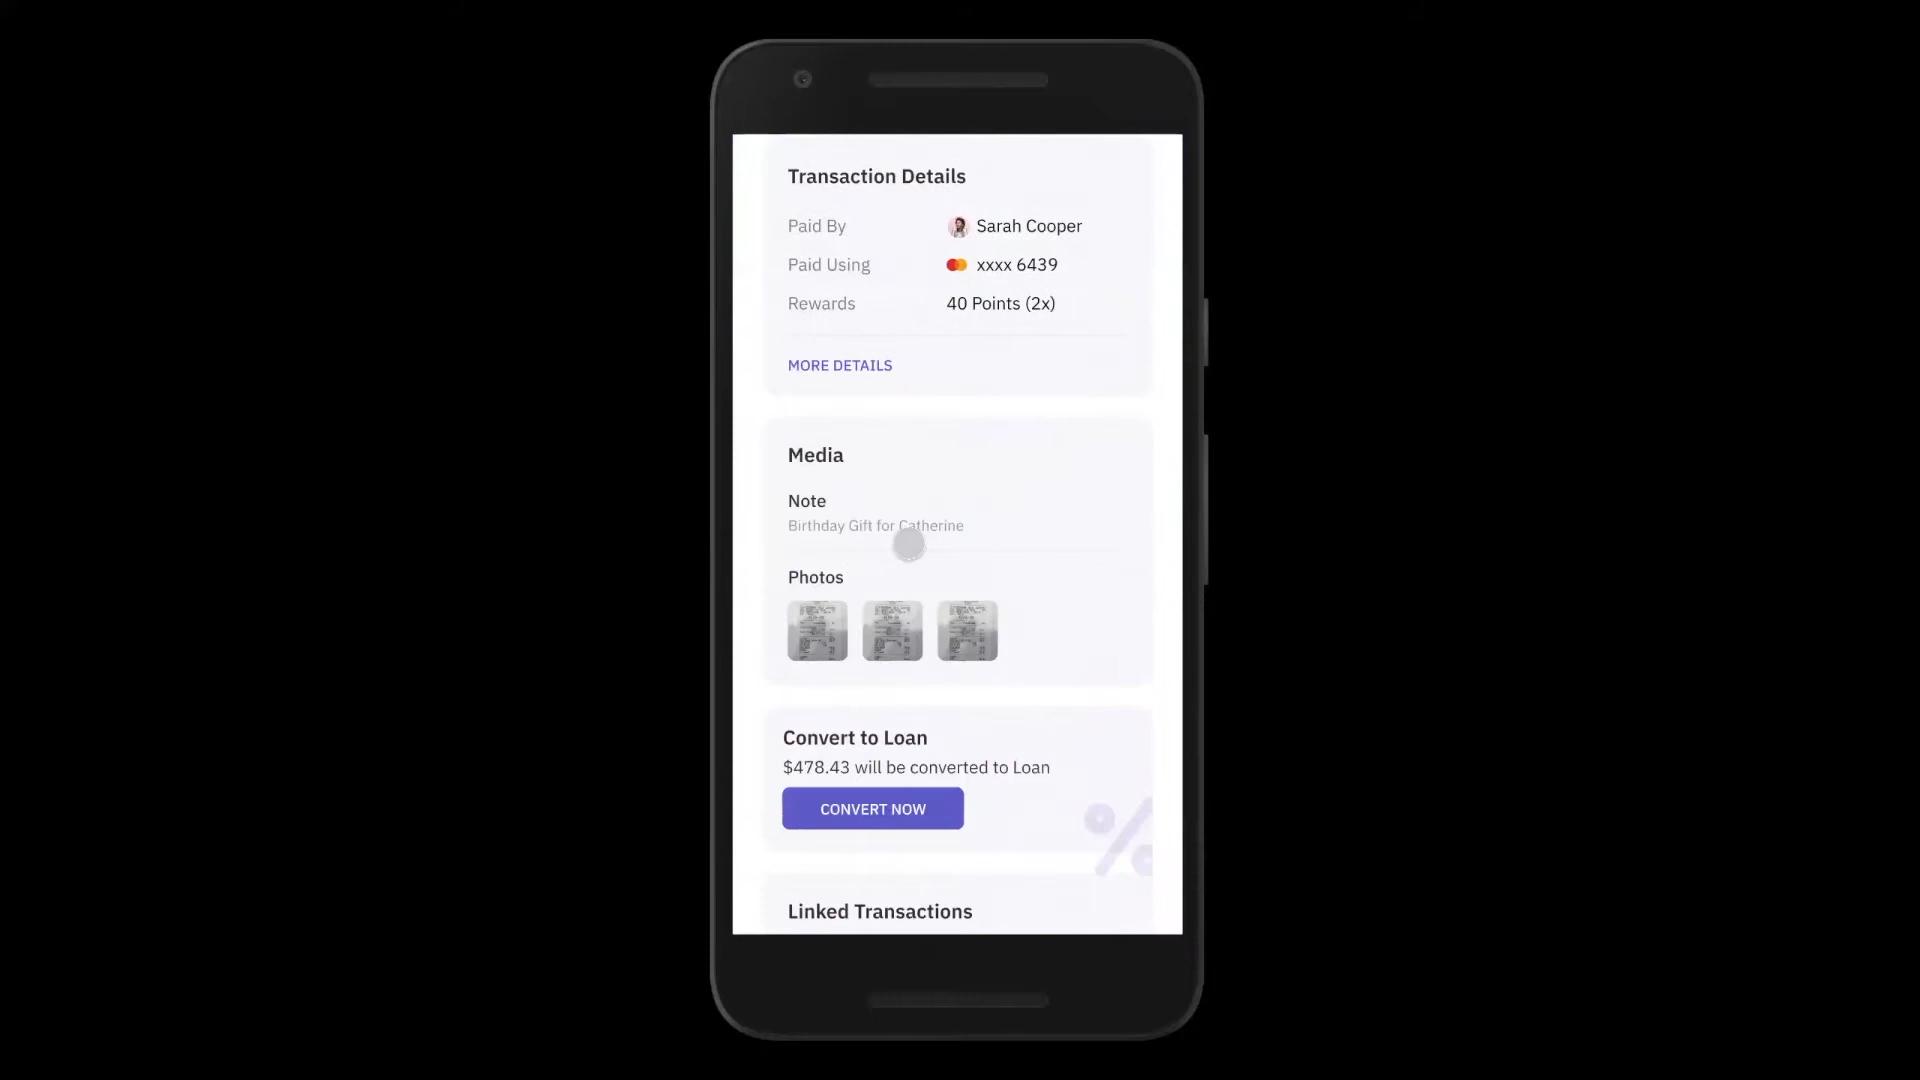 Transaction Details
Paid By Sarah Cooper
Paid Using xxxx 6439
Rewards 40 Points (2x)
MORE DETAILS
Media
Note
Birthday Gift for Catherine
Photos
Convert to Loan
$478.43 will be converted to Loan
CONVERT NOW
%
Linked Transactions